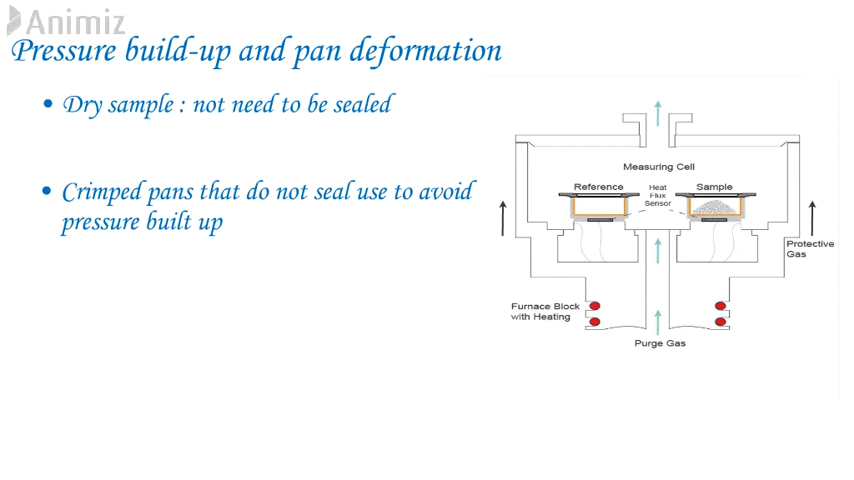 Animiz
Pressure build-up and pan deformation
• Dry sample : not need to be sealed
• Crimped pans that do not seal use to avoid
pressure built up
Measuring Cell
Reference
Heat
Flux
Sensor
Sample
Protective
Gas
Furnace Block
with Heating
Purge Gas